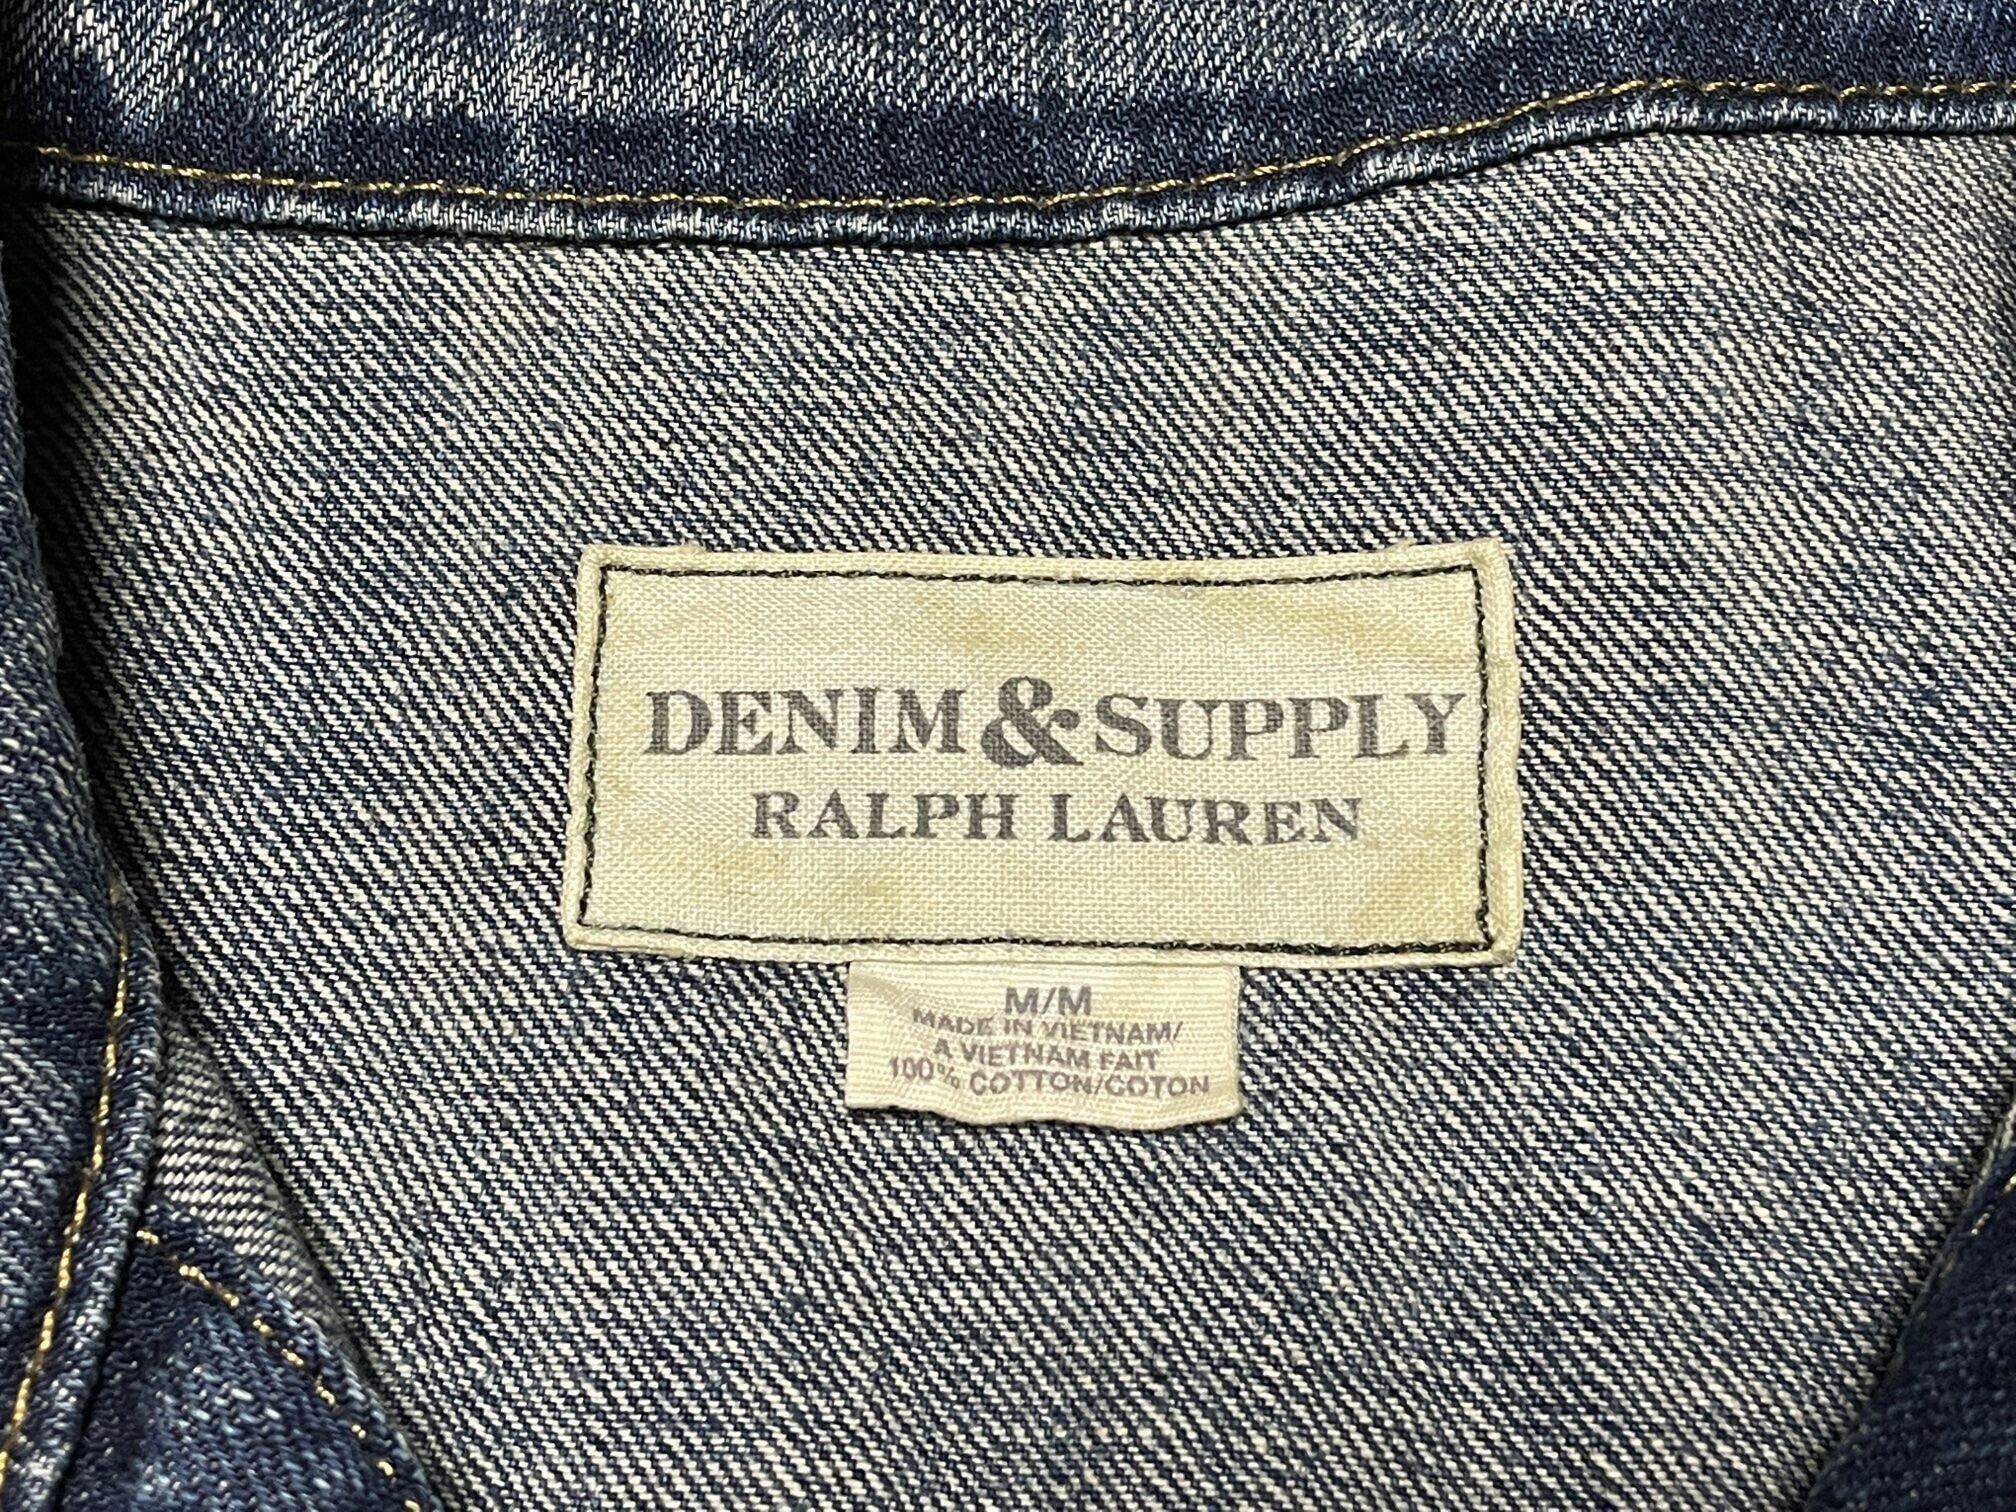 DENIM & SUPPLY
RALPH LAUREN
M/M
MADE IN VIETNAM/
A VIETNAM FAIT
100% COTTON/COTON